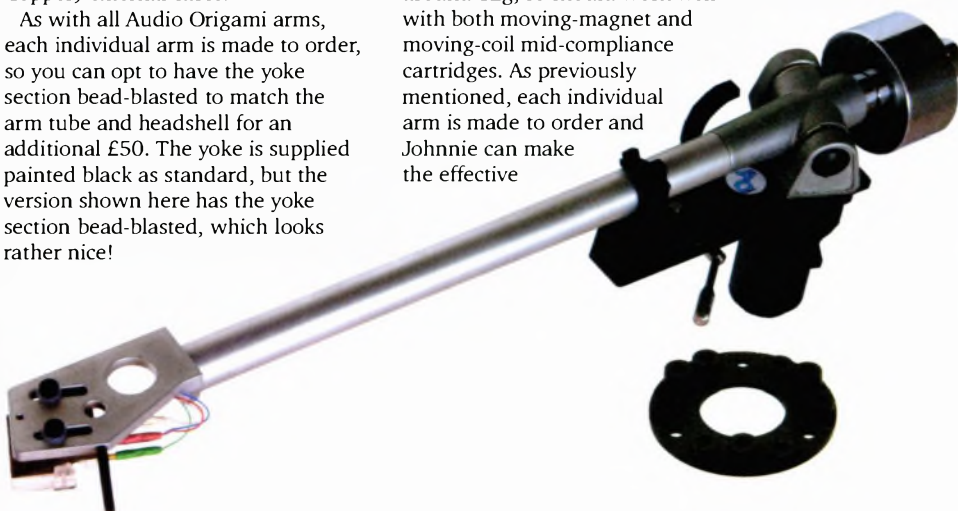 As with all Audio Origami arms,
each individual arm is made to order,
so you can opt to have the yoke
section bead-blasted to match the
arm tube and headshell for an
additional £50. The yoke is supplied
painted black as standard, but the
version shown here has the yoke
section bead-blasted, which looks
rather nice!
with both moving-magnet and
moving-coil mid-compliance
cartridges. As previously
mentioned, each individual
arm is made to order and
Johnnie can make
the effective